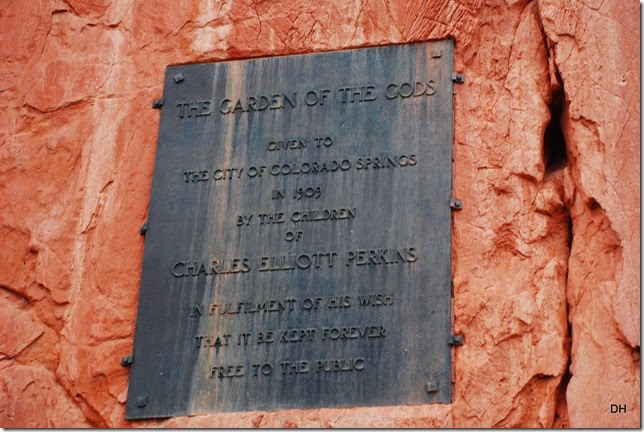 THE GARDEN OF THE GODS
GIVEN TO
THE CITY OF COLORADO SPRINGS
IN 1909
BY THE CHILDREN
OF
CHARLES ELLIOTT PERKINS
IN FULFILMENT OF HIS WISH
THAT IT BE KEPT FOREVER
FREE TO THE PUBLIC
DH